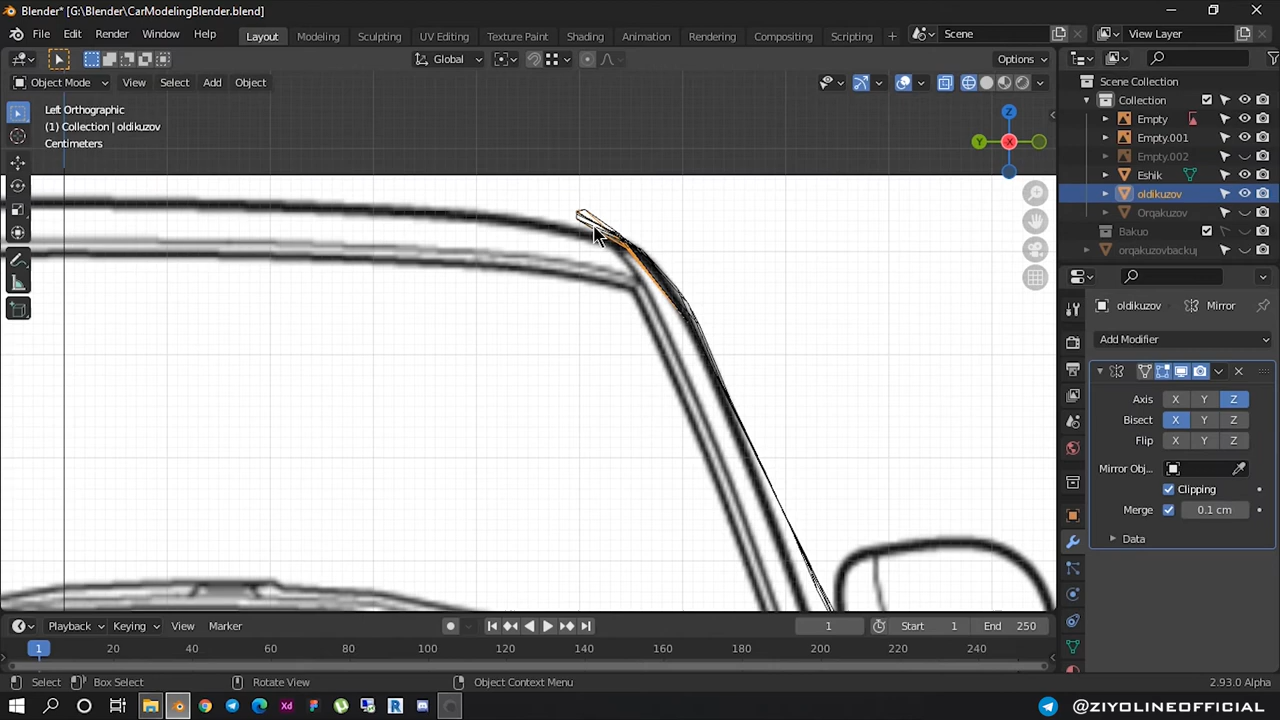 Blender* [G:\Blender\CarModelingBlender.blend]
File Edit Render Window Help Layout Modeling Sculpting UV Editing Texture Paint Shading Animation Rendering Compositing Scripting + Scene View Layer
Global Options
Object Mode View Select Add Object
Left Orthographic
(1) Collection | oldikuzov
Centimeters
Z
Y
X
Scene Collection
Collection
Empty
Empty.001
Empty.002
Eshik
oldikuzov
Orqakuzov
Bakuo
orqakuzovbackuj
oldikuzov Mirror
Add Modifier
Axis X Y Z
Bisect X Y Z
Flip X Y Z
Mirror Obj...
Clipping
Merge 0.1 cm
Data
Playback Keying View Marker 1 Start 1 End 250
1 20 40 60 80 100 120 140 160 180 200 220 240
Select Box Select Rotate View Object Context Menu 2.93.0 Alpha
Xd R @ZIYOLINEOFFICIAL